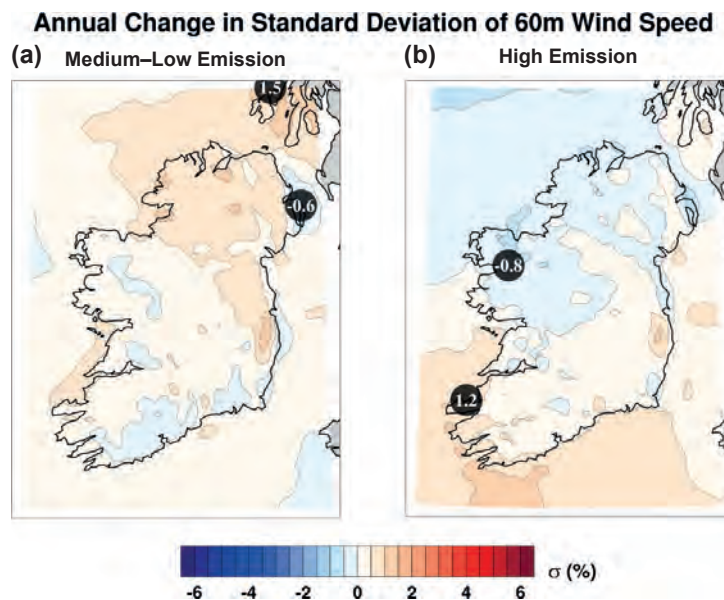 Annual Change in Standard Deviation of 60m Wind Speed
(a) Medium–Low Emission
(b) High Emission
1.5
-0.6
-0.8
1.2
-6 -4 -2 0 2 4 6 σ (%)